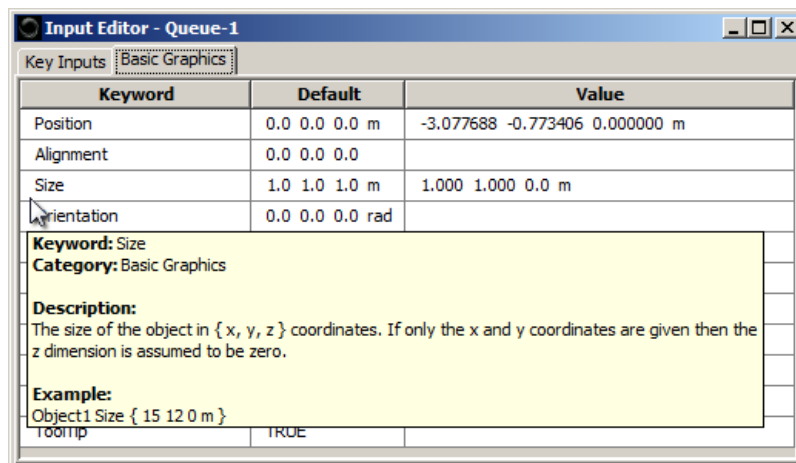 Input Editor - Queue-1
Key Inputs Basic Graphics
Keyword Default Value
Position 0.0 0.0 0.0 m -3.077688 -0.773406 0.000000 m
Alignment 0.0 0.0 0.0
Size 1.0 1.0 1.0 m 1.000 1.000 0.0 m
rientation 0.0 0.0 0.0 rad
Keyword: Size
Category: Basic Graphics
Description:
The size of the object in { x, y, z } coordinates. If only the x and y coordinates are given then the
z dimension is assumed to be zero.
Example:
Object1 Size { 15 12 0 m }
ToolTip TRUE